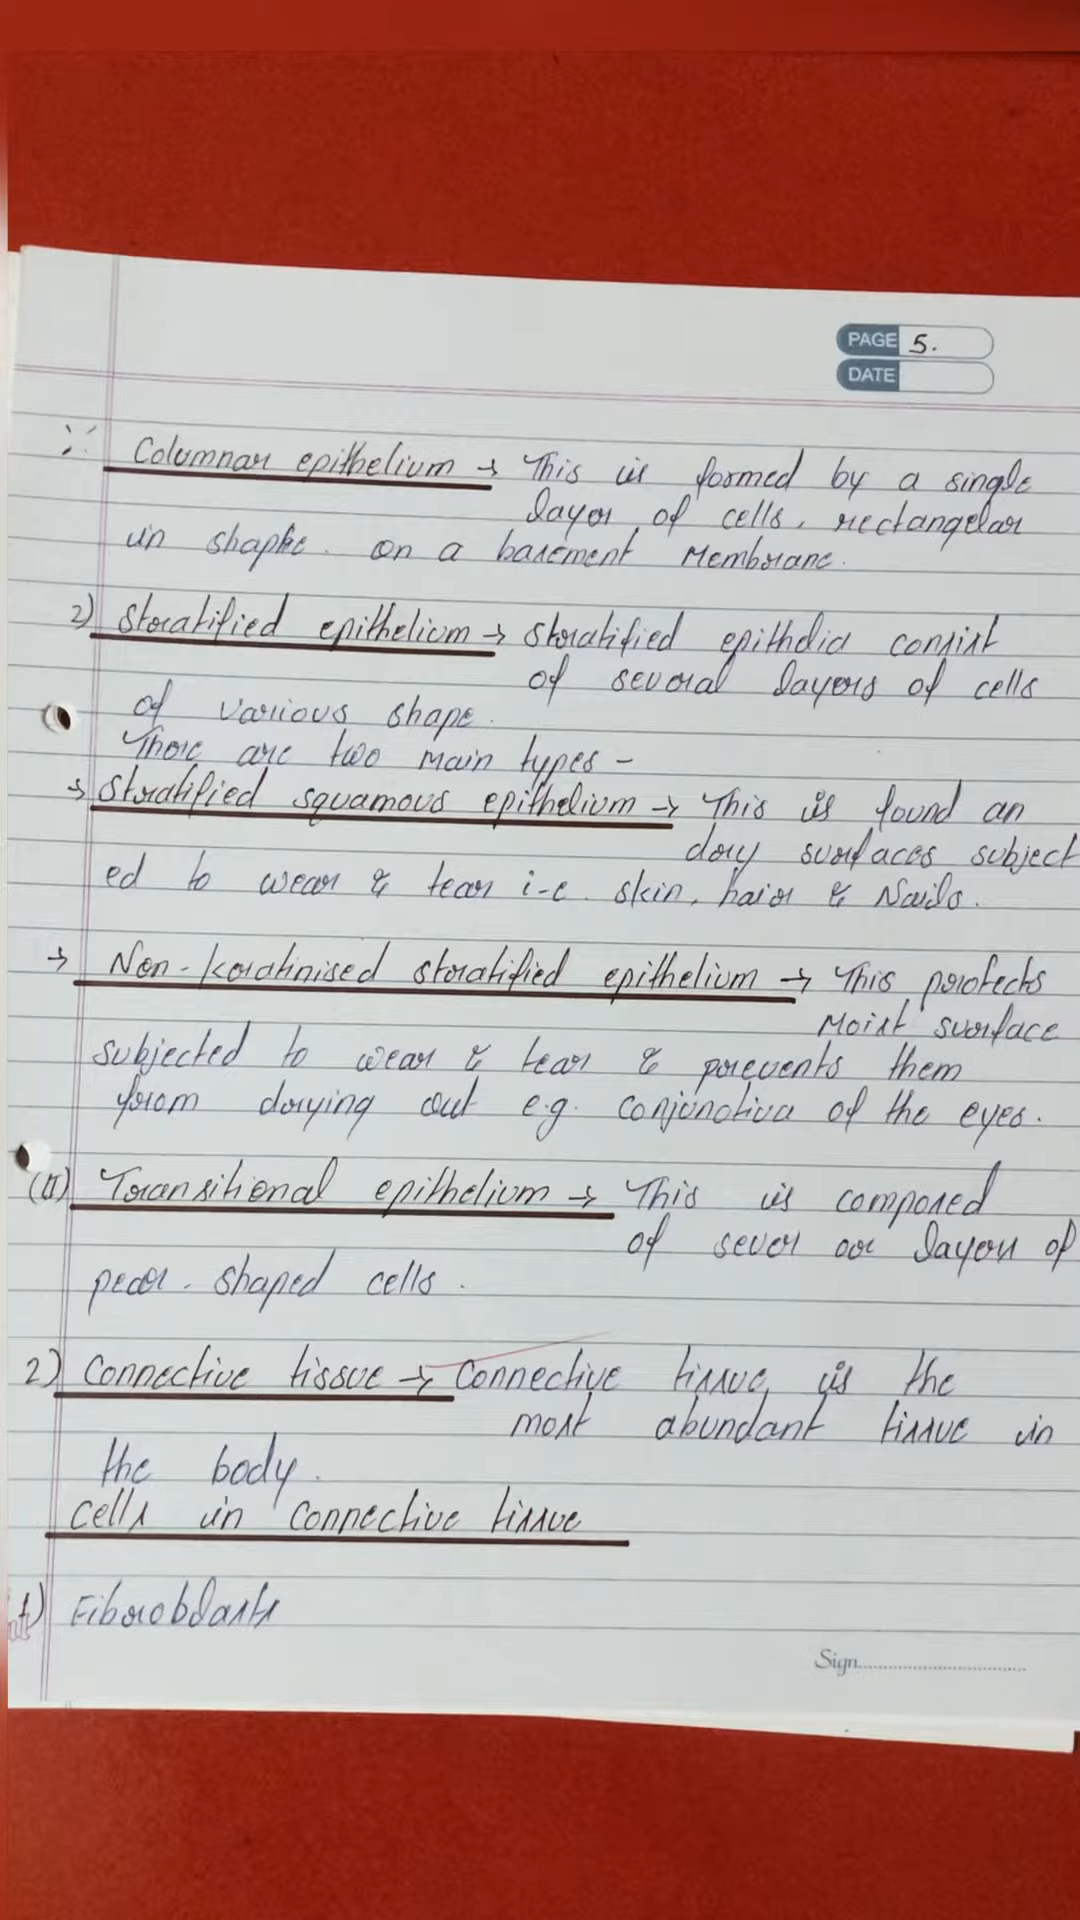 PAGE 5.
DATE
Columnar epithelium → This is formed by a single
layer of cells, rectangelar
in shapke. on a basement Membrane.
2) Stratified epithelium → Stratified epithelia consist
of several layers of cells
of various shape.
There are two main types -
→ Stratified squamous epithelium → This is found an
dry surfaces subject
ed to wear & tear i-e. skin, hair & Nails.
→ Non-keratinised stratified epithelium → This protects
Moist surface
subjected to wear & tear & prevents them
from drying out e.g. conjunctiva of the eyes.
(II) Transitional epithelium → This is composed
of sever layers of
pear-shaped cells.
2) Connective tissue → Connective tissue is the
most abundant tissue in
the body.
Cells in connective tissue
Fibroblasts
Sign